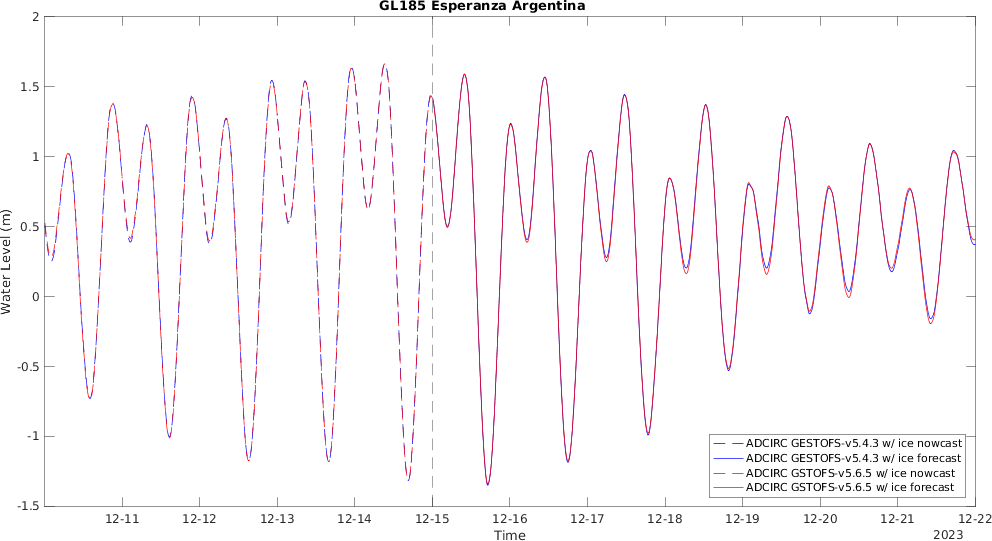 GL185 Esperanza Argentina
2
1.5
1
0.5
0
-0.5
-1
-1.5
Water Level (m)
ADCIRC GESTOFS-v5.4.3 w/ ice nowcast
ADCIRC GESTOFS-v5.4.3 w/ ice forecast
ADCIRC GSTOFS-v5.6.5 w/ ice nowcast
ADCIRC GSTOFS-v5.6.5 w/ ice forecast
12-11 12-12 12-13 12-14 12-15 12-16 12-17 12-18 12-19 12-20 12-21 12-22
Time
2023